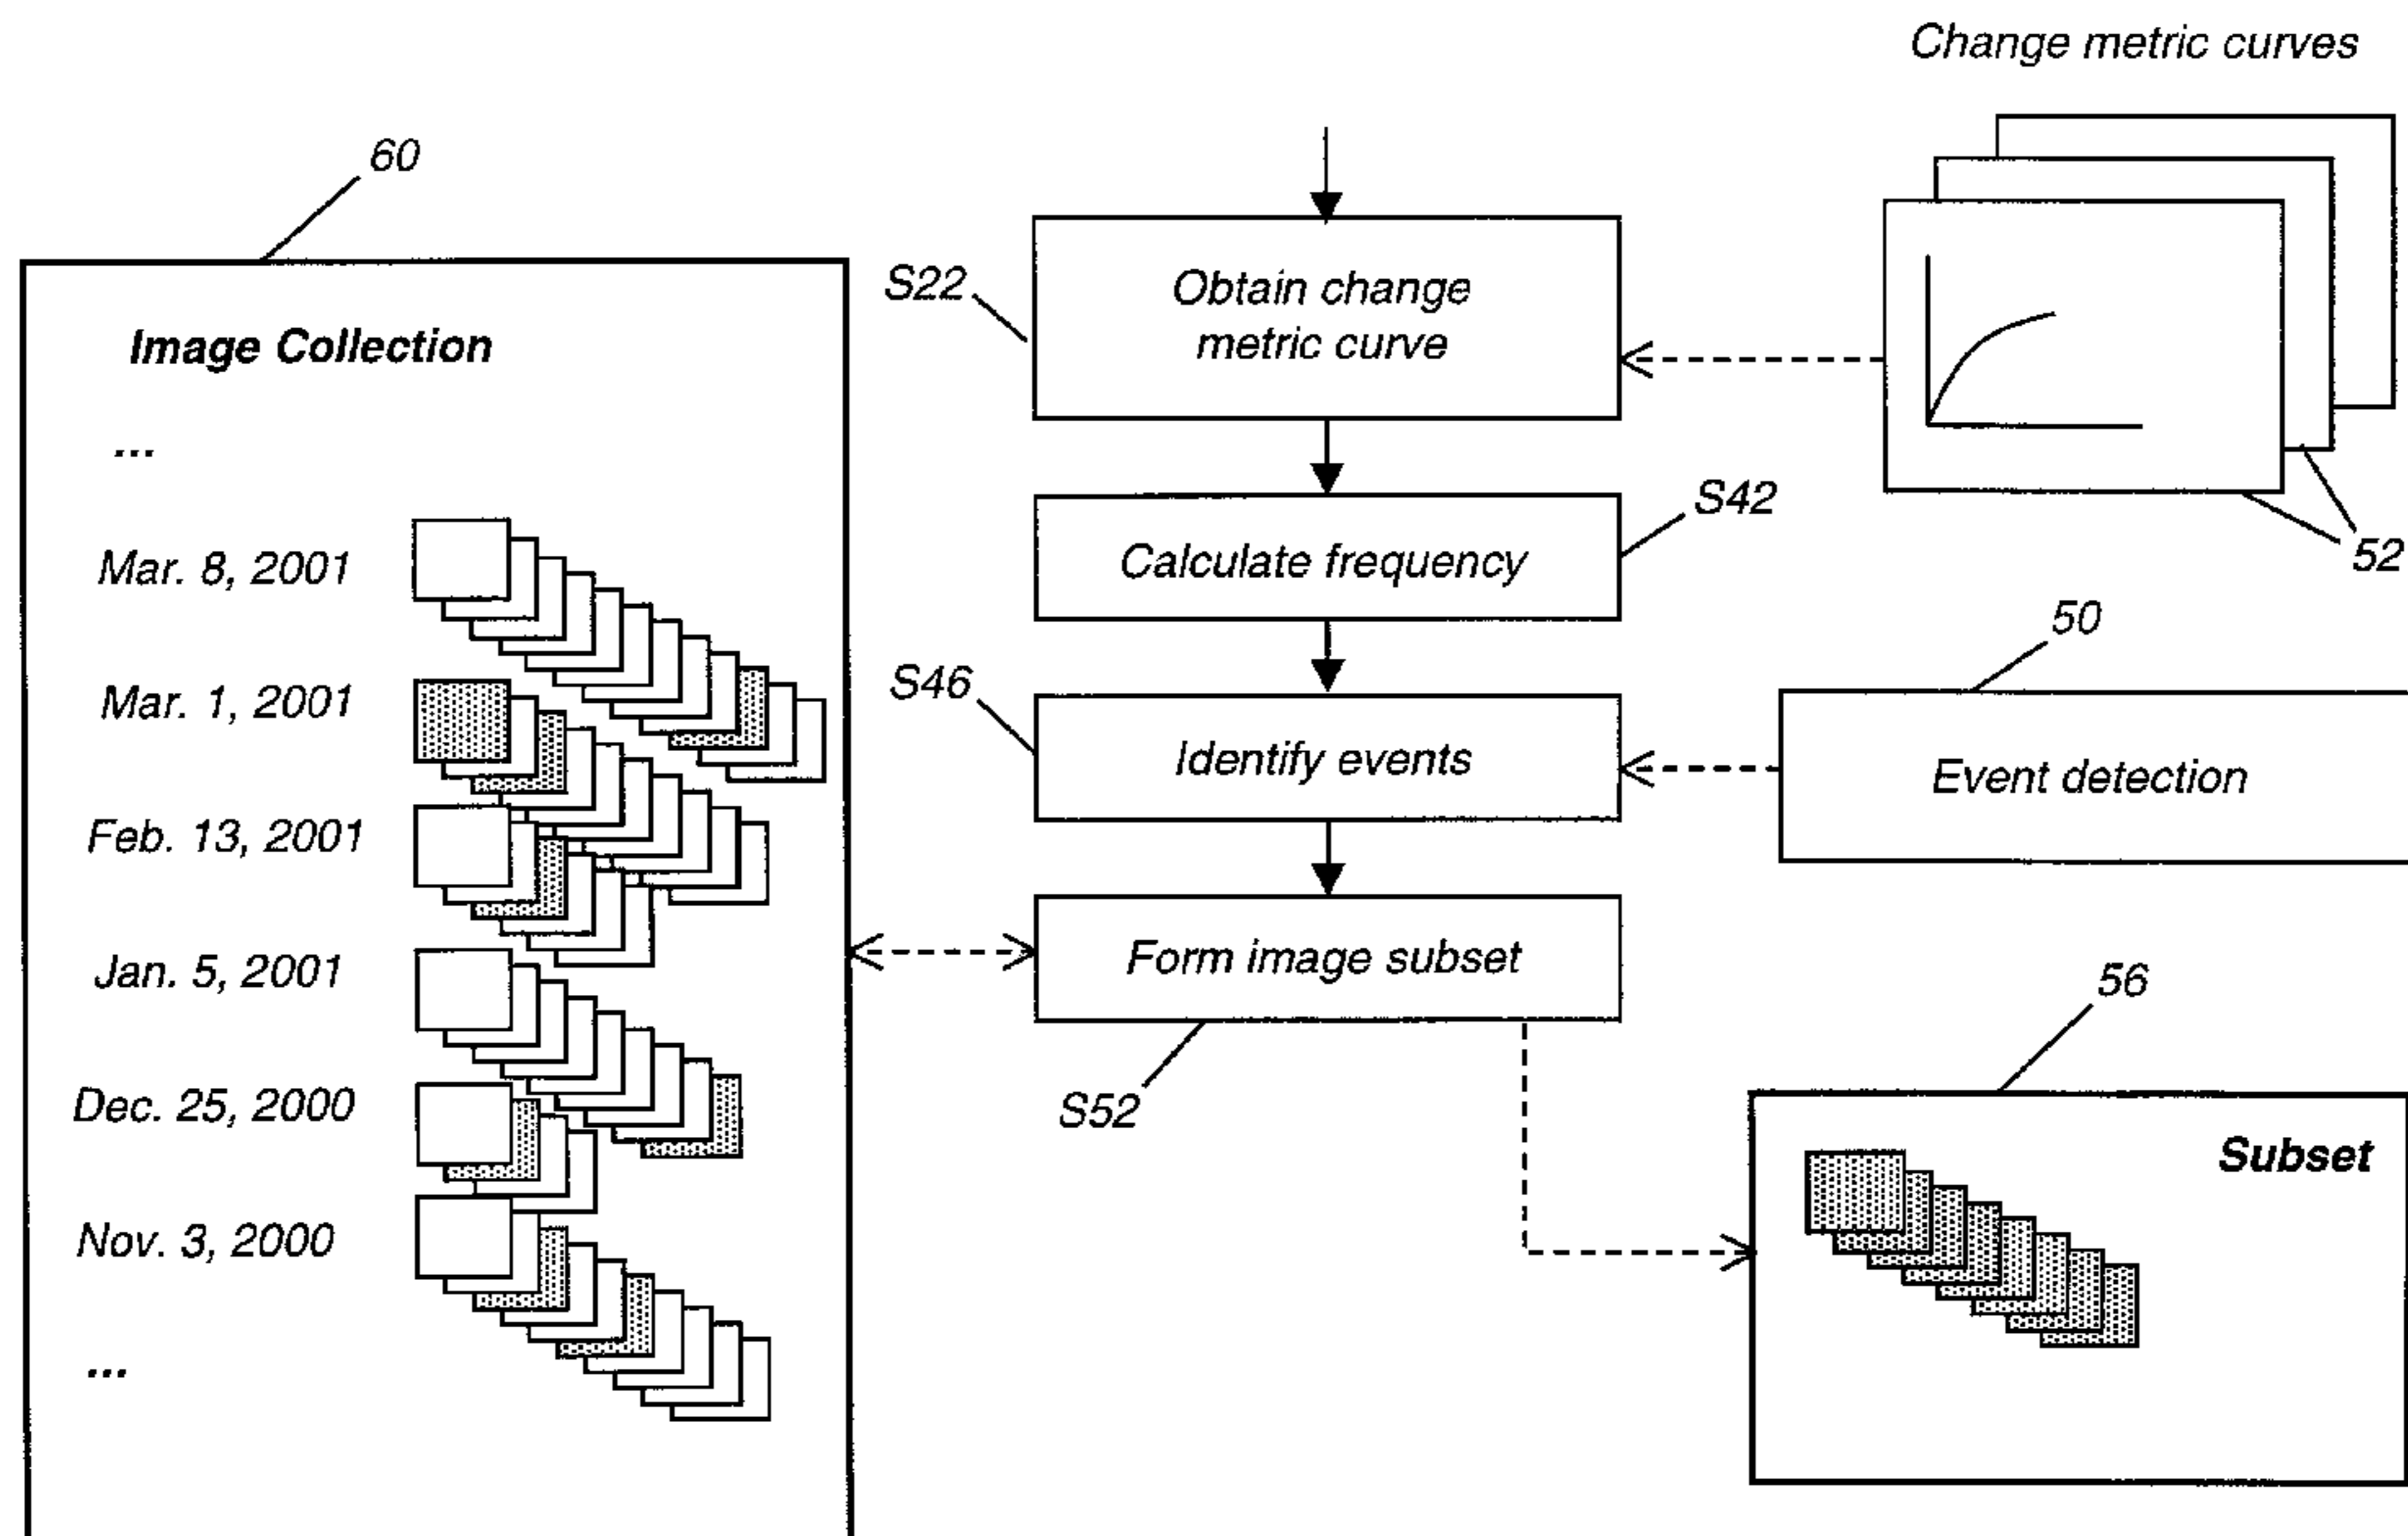 Change metric curves
60
S22
Obtain change
metric curve
Image Collection
...
S42
52
Mar. 8, 2001
Calculate frequency
50
Mar. 1, 2001
S46
Identify events
Event detection
Feb. 13, 2001
Jan. 5, 2001
Form image subset
56
Dec. 25, 2000
S52
Subset
Nov. 3, 2000
...